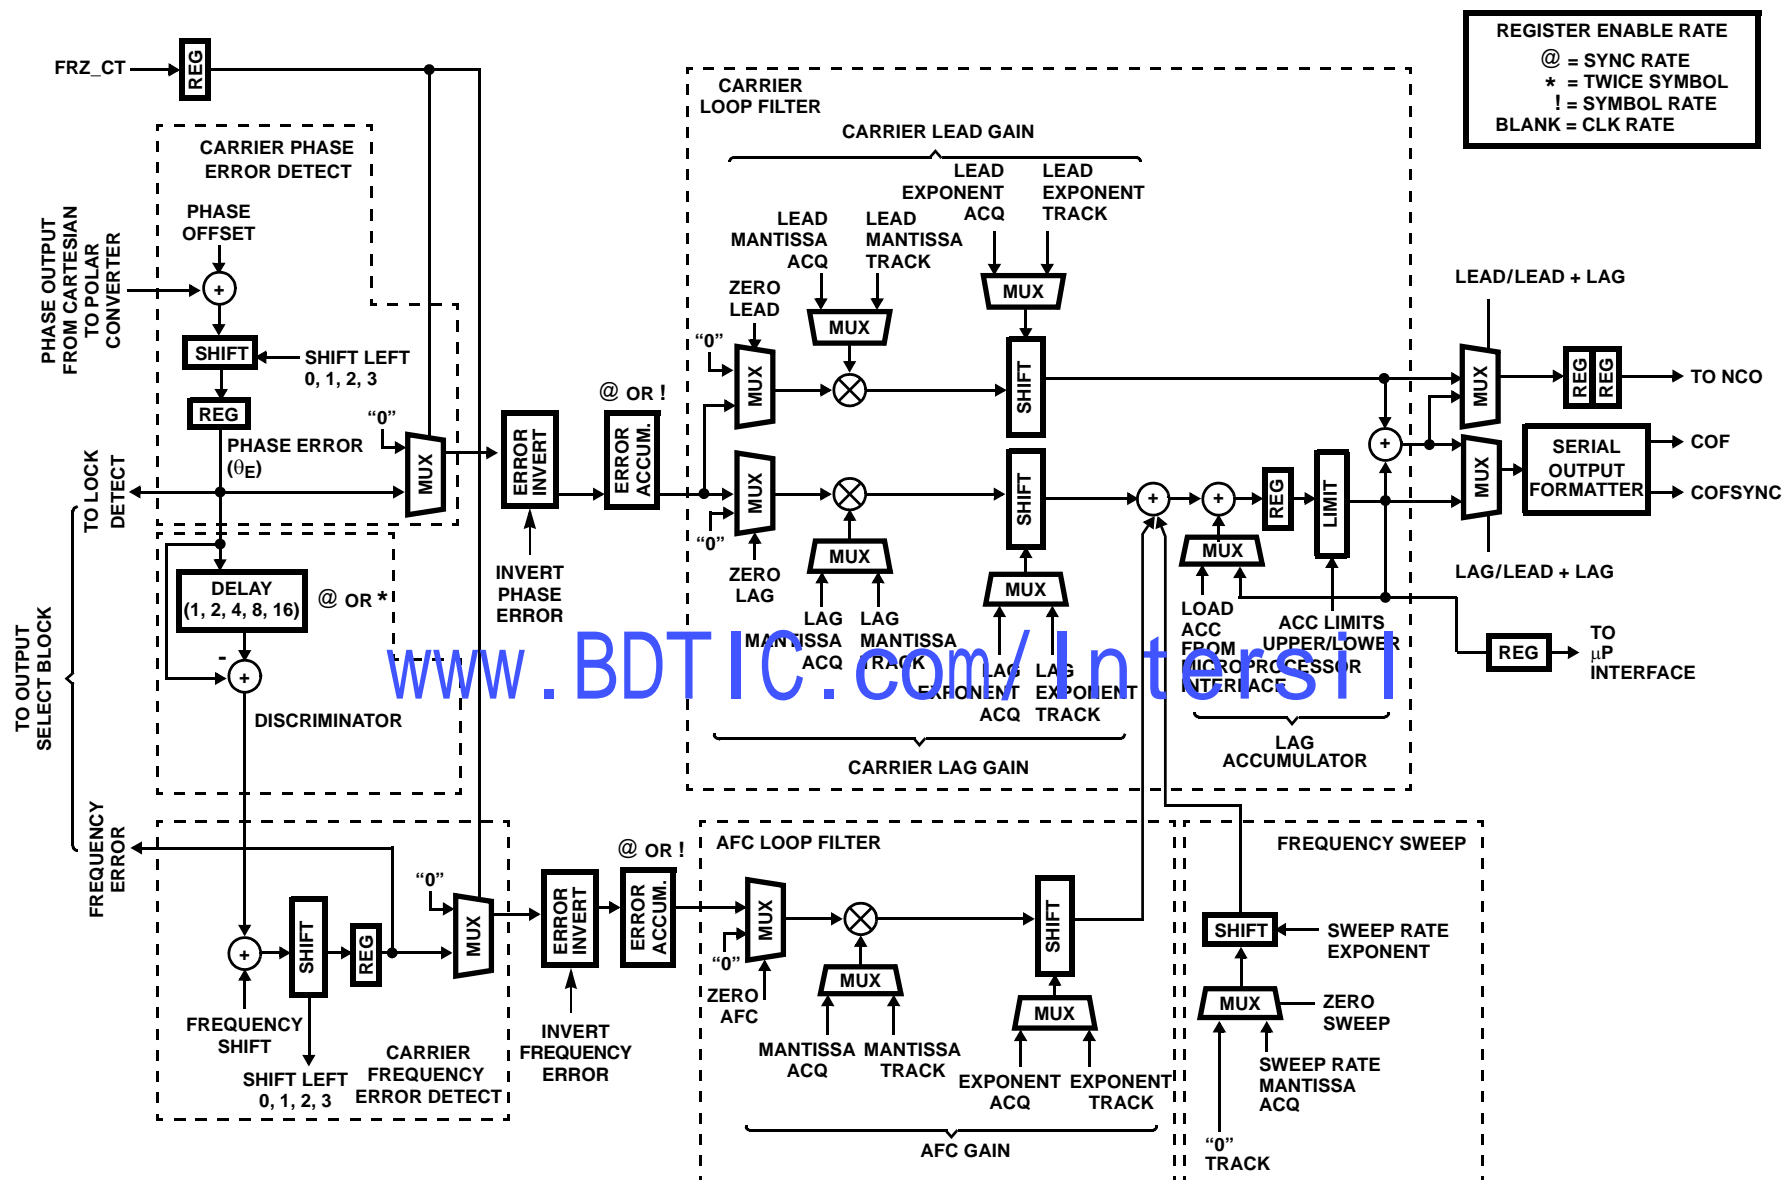 FRZ_CT
REG
REGISTER ENABLE RATE
@ = SYNC RATE
* = TWICE SYMBOL
! = SYMBOL RATE
BLANK = CLK RATE
CARRIER PHASE
ERROR DETECT
PHASE
OFFSET
+
PHASE OUTPUT
FROM CARTESIAN
TO POLAR
CONVERTER
SHIFT
SHIFT LEFT
0, 1, 2, 3
REG
PHASE ERROR
(θE)
"0"
MUX
TO LOCK
DETECT
ERROR
INVERT
INVERT
PHASE
ERROR
@ OR !
ERROR
ACCUM.
DELAY
(1, 2, 4, 8, 16)
@ OR *
-
+
DISCRIMINATOR
TO OUTPUT
SELECT BLOCK
FREQUENCY
ERROR
CARRIER
LOOP FILTER
CARRIER LEAD GAIN
LEAD
EXPONENT
ACQ
LEAD
EXPONENT
TRACK
LEAD
MANTISSA
ACQ
LEAD
MANTISSA
TRACK
MUX
ZERO
LEAD
MUX
"0"
MUX
SHIFT
MUX
"0"
ZERO
LAG
MUX
LAG
MANTISSA
ACQ
LAG
MANTISSA
TRACK
SHIFT
MUX
LAG
EXPONENT
ACQ
LAG
EXPONENT
TRACK
CARRIER LAG GAIN
+
+
REG
LIMIT
MUX
LOAD
ACC
FROM
MICROPROCESSOR
INTERFACE
ACC LIMITS
UPPER/LOWER
LAG
ACCUMULATOR
+
LEAD/LEAD + LAG
MUX
REG
REG
TO NCO
MUX
SERIAL
OUTPUT
FORMATTER
COF
COFSYNC
LAG/LEAD + LAG
REG
TO
μP
INTERFACE
www.BDTIC.com/Intersil
+
FREQUENCY
SHIFT
SHIFT
SHIFT LEFT
0, 1, 2, 3
REG
"0"
MUX
CARRIER
FREQUENCY
ERROR DETECT
ERROR
INVERT
INVERT
FREQUENCY
ERROR
@ OR !
ERROR
ACCUM.
AFC LOOP FILTER
MUX
"0"
ZERO
AFC
MUX
MANTISSA
ACQ
MANTISSA
TRACK
SHIFT
MUX
EXPONENT
ACQ
EXPONENT
TRACK
AFC GAIN
FREQUENCY SWEEP
SHIFT
SWEEP RATE
EXPONENT
MUX
ZERO
SWEEP
SWEEP RATE
MANTISSA
ACQ
"0"
TRACK